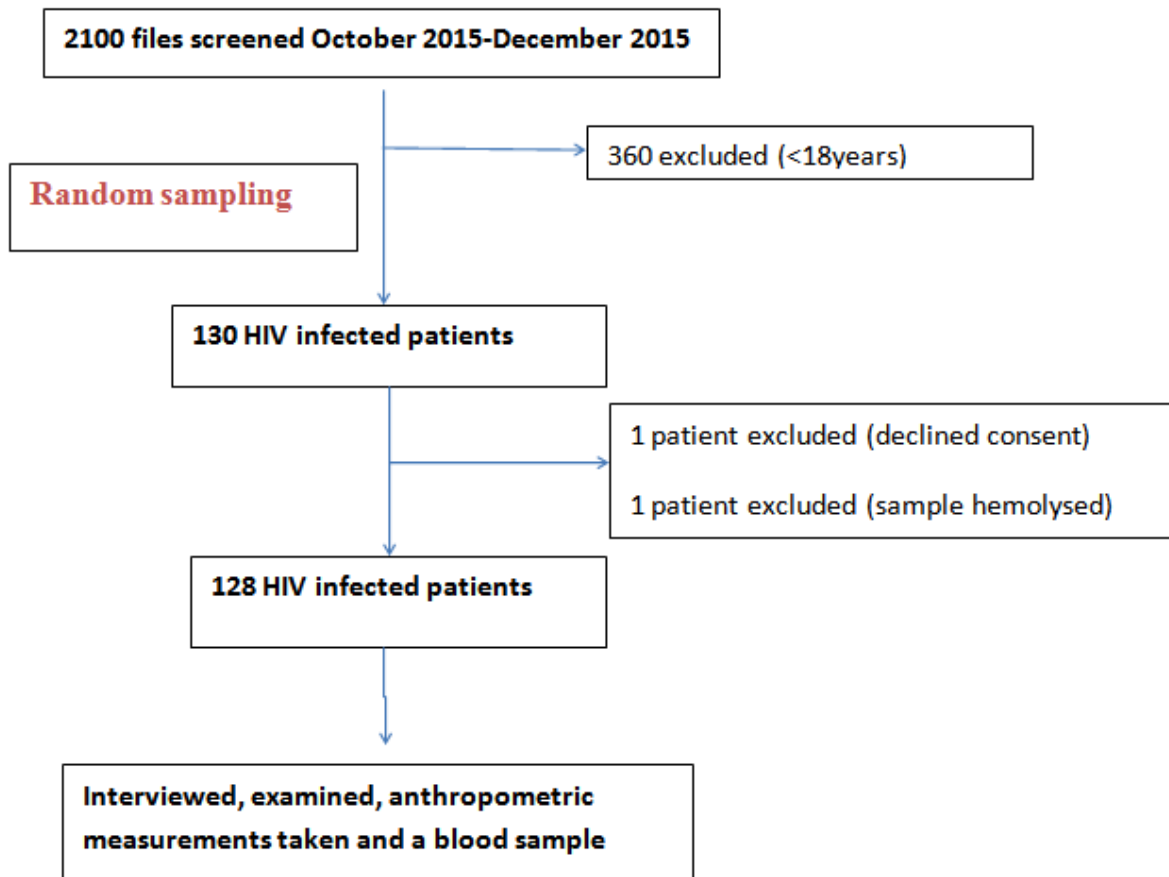 2100 files screened October 2015-December 2015
360 excluded (<18years)
Random sampling
130 HIV infected patients
1 patient excluded (declined consent)
1 patient excluded (sample hemolysed)
128 HIV infected patients
Interviewed, examined, anthropometric
measurements taken and a blood sample